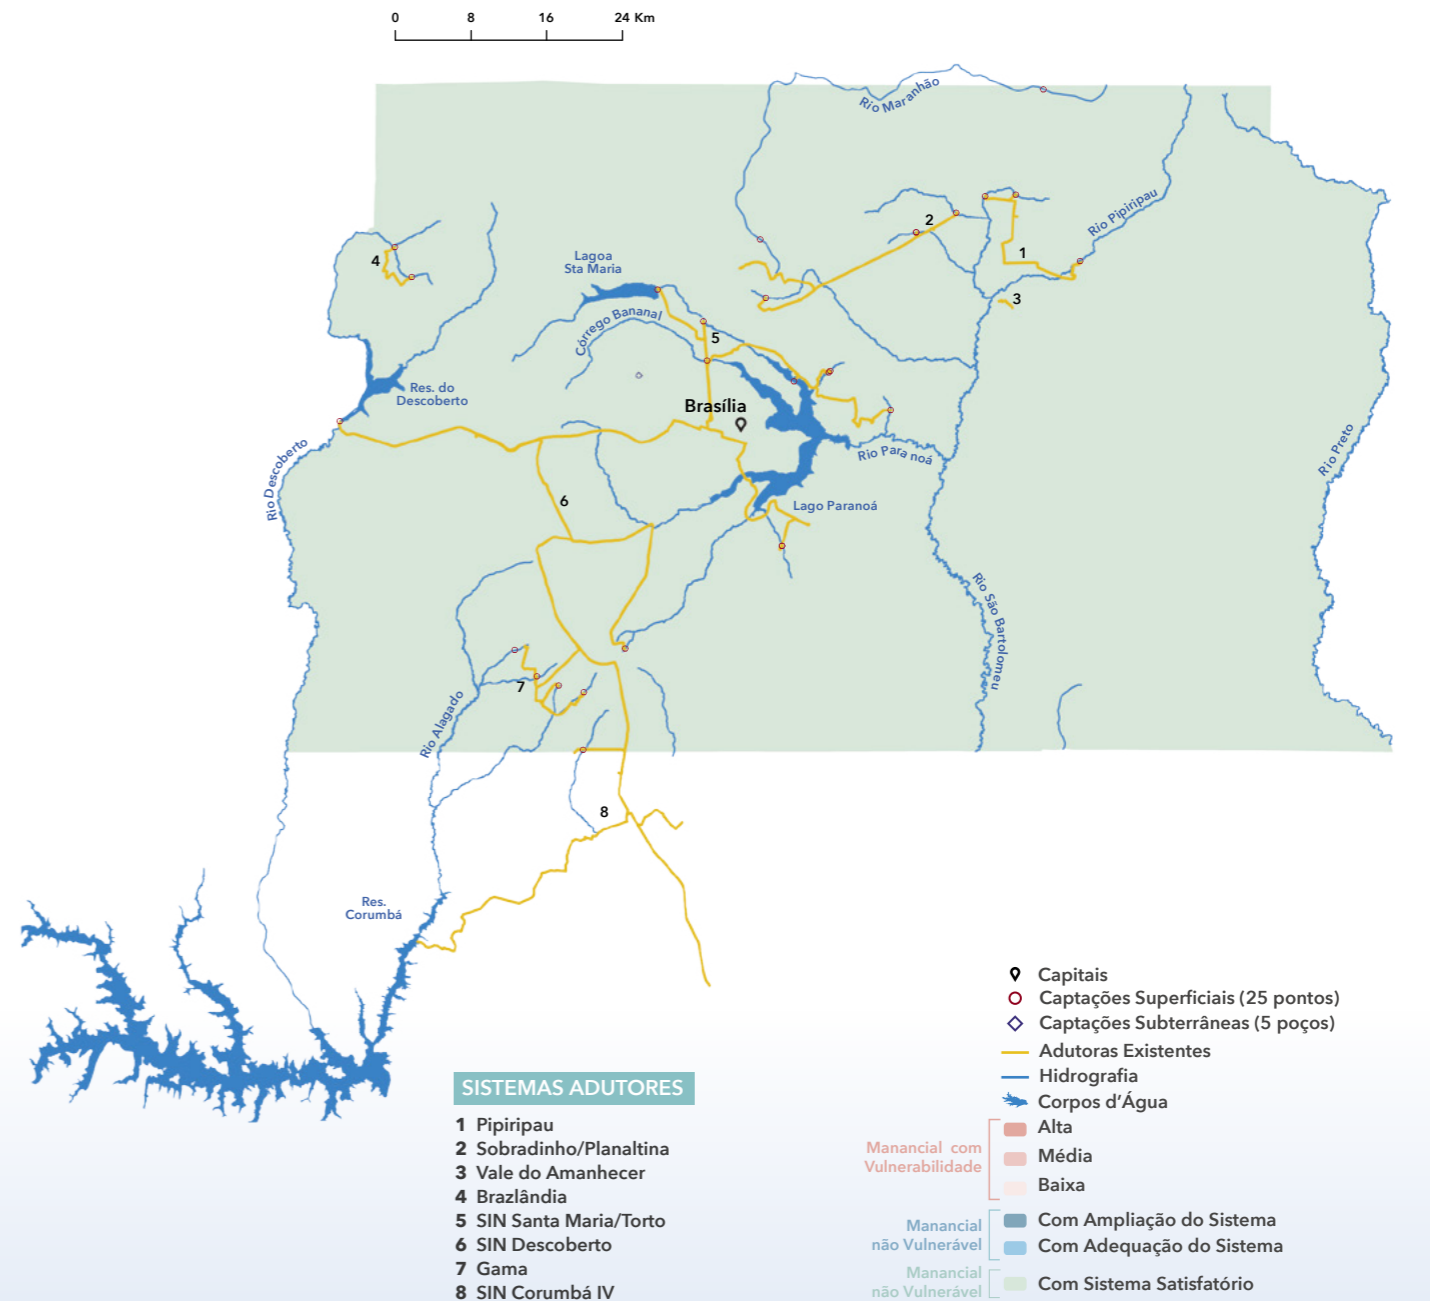 0 8 16 24 Km
Rio Maranhão
Rio Pipiripau
2
1
3
4
Lagoa
Sta Maria
Córrego Bananal
5
Res. do
Descoberto
Brasília
Rio Descoberto
Rio Para noá
Rio Preto
6
Lago Paranoá
Rio São Bartolomeu
7
Rio Alagado
8
Res.
Corumbá
SISTEMAS ADUTORES
1 Pipiripau
2 Sobradinho/Planaltina
3 Vale do Amanhecer
4 Brazlândia
5 SIN Santa Maria/Torto
6 SIN Descoberto
7 Gama
8 SIN Corumbá IV
Capitais
Captações Superficiais (25 pontos)
Captações Subterrâneas (5 poços)
Adutoras Existentes
Hidrografia
Corpos d'Água
Manancial com
Vulnerabilidade
Alta
Média
Baixa
Manancial
não Vulnerável
Com Ampliação do Sistema
Com Adequação do Sistema
Manancial
não Vulnerável
Com Sistema Satisfatório